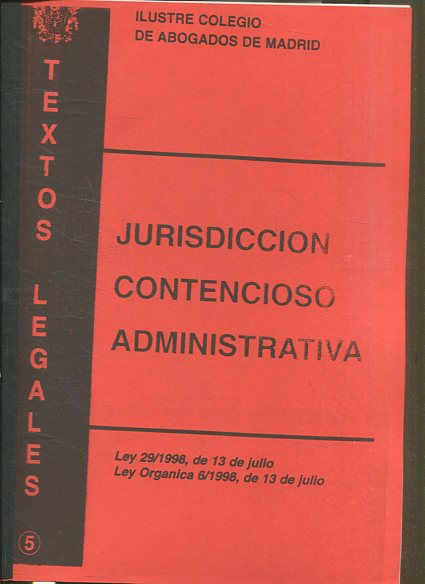 ILUSTRE COLEGIO
DE ABOGADOS DE MADRID
TEXTOS LEGALES
JURISDICCION
CONTENCIOSO
ADMINISTRATIVA
Ley 29/1998, de 13 de julio
Ley Organica 6/1998, de 13 de julio
5